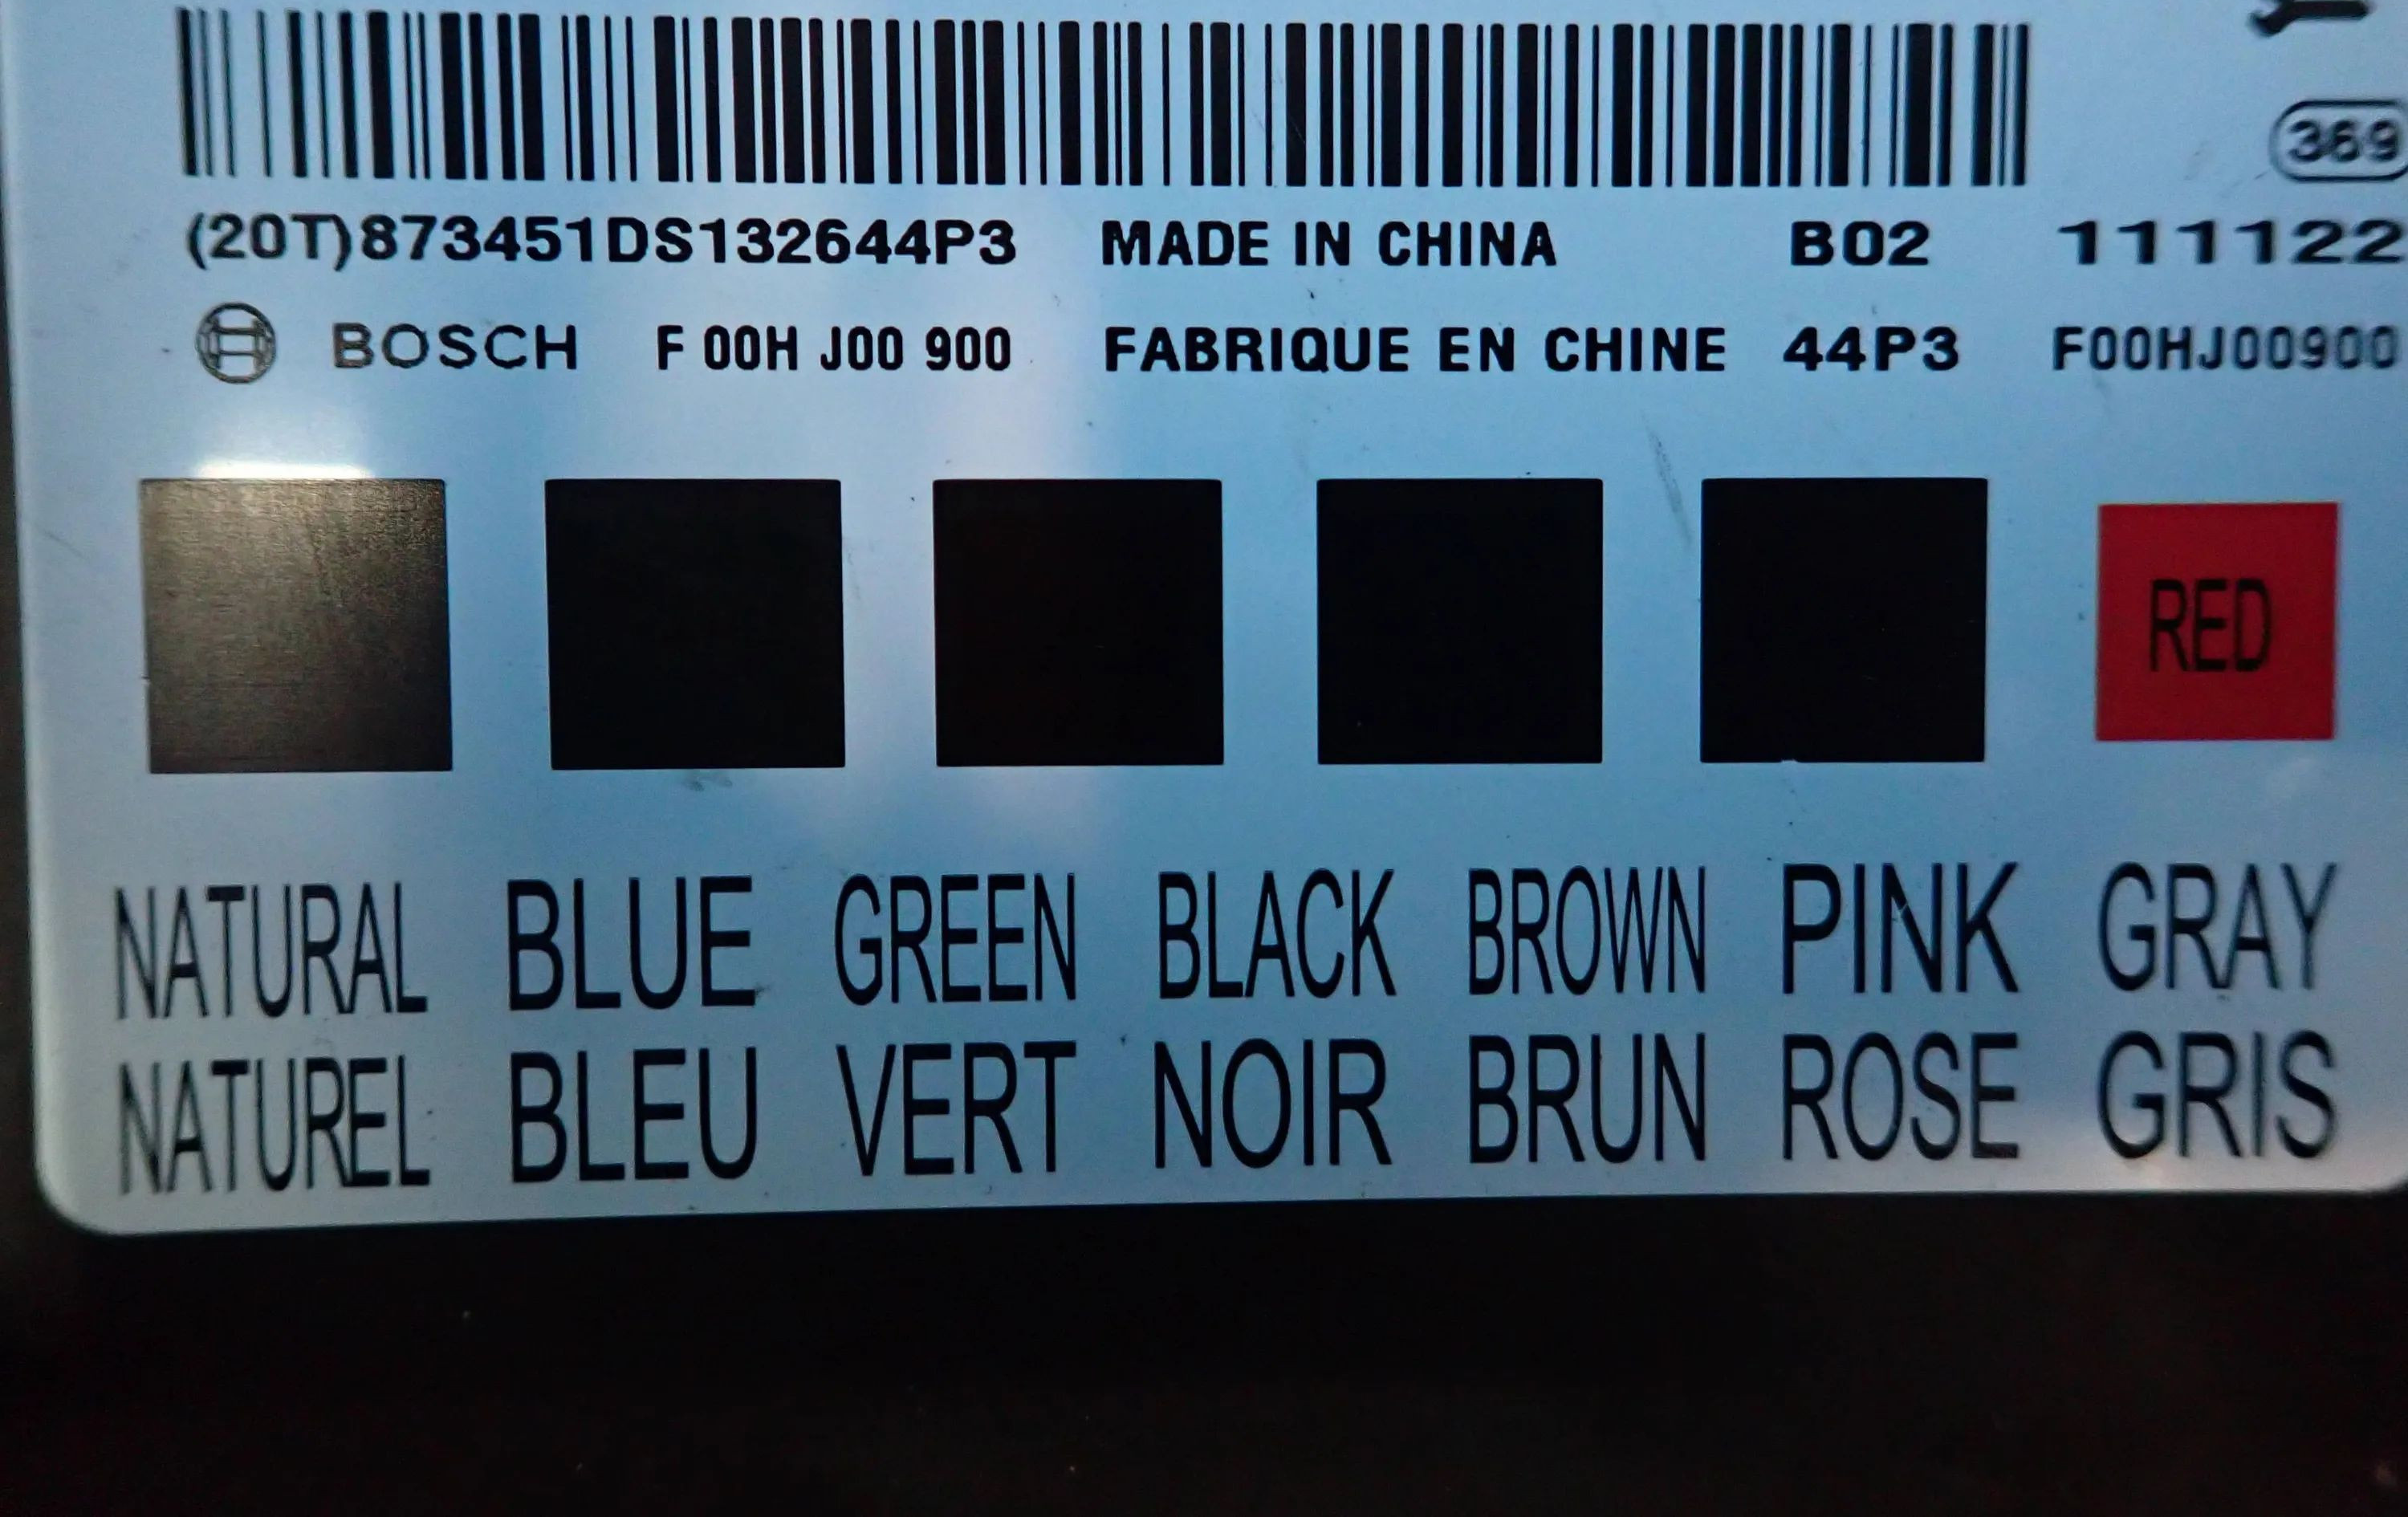 369
(20T)873451DS132644P3 MADE IN CHINA B02 111122
BOSCH F 00H J00 900 FABRIQUE EN CHINE 44P3 F00HJ00900
RED
NATURAL BLUE GREEN BLACK BROWN PINK GRAY
NATUREL BLEU VERT NOIR BRUN ROSE GRIS